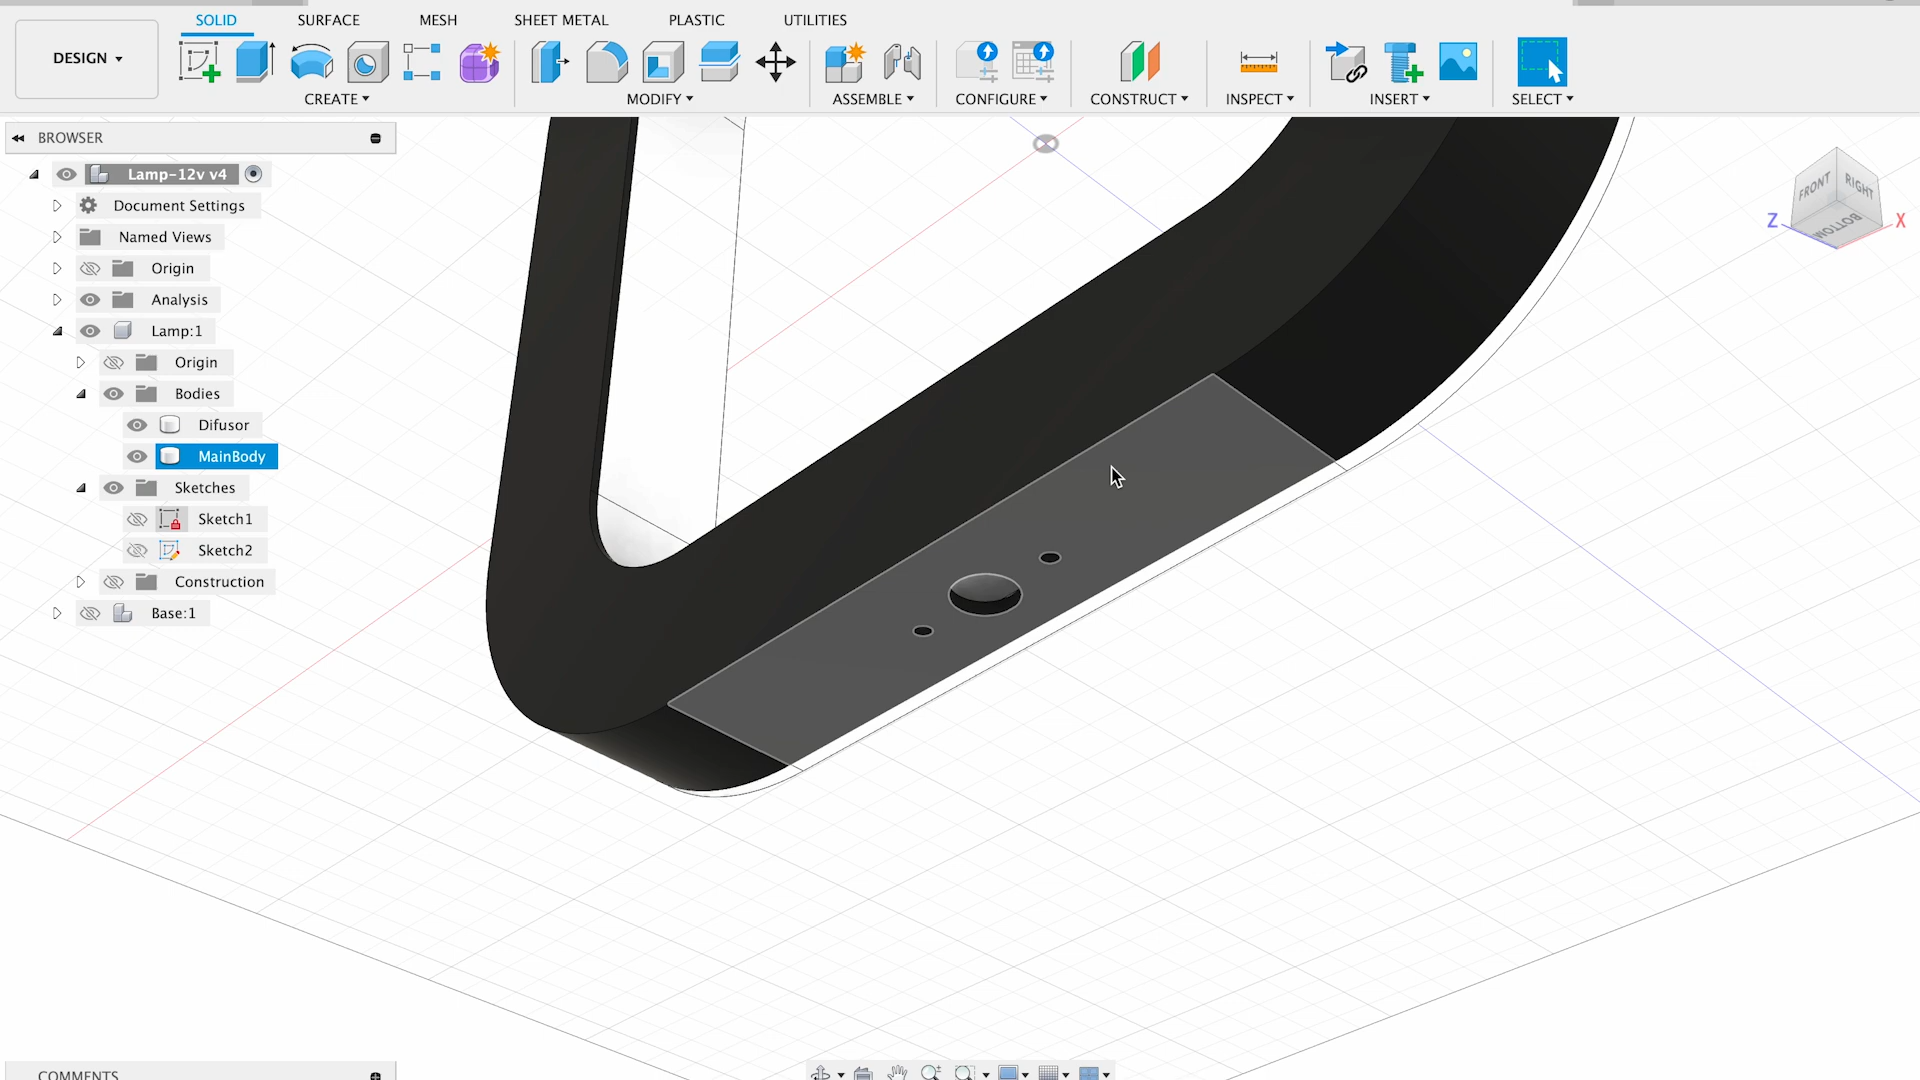 SOLID SURFACE MESH SHEET METAL PLASTIC UTILITIES
DESIGN
CREATE MODIFY ASSEMBLE CONFIGURE CONSTRUCT INSPECT INSERT SELECT
BROWSER
Lamp-12v v4
Document Settings
Named Views
Origin
Analysis
Lamp:1
Origin
Bodies
Difusor
MainBody
Sketches
Sketch1
Sketch2
Construction
Base:1
FRONT RIGHT
BOTTOM
Z X
COMMENTS